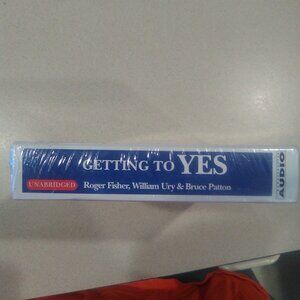 GETTING TO YES
UNABRIDGED
Roger Fisher, William Ury & Bruce Patton
AUDIO